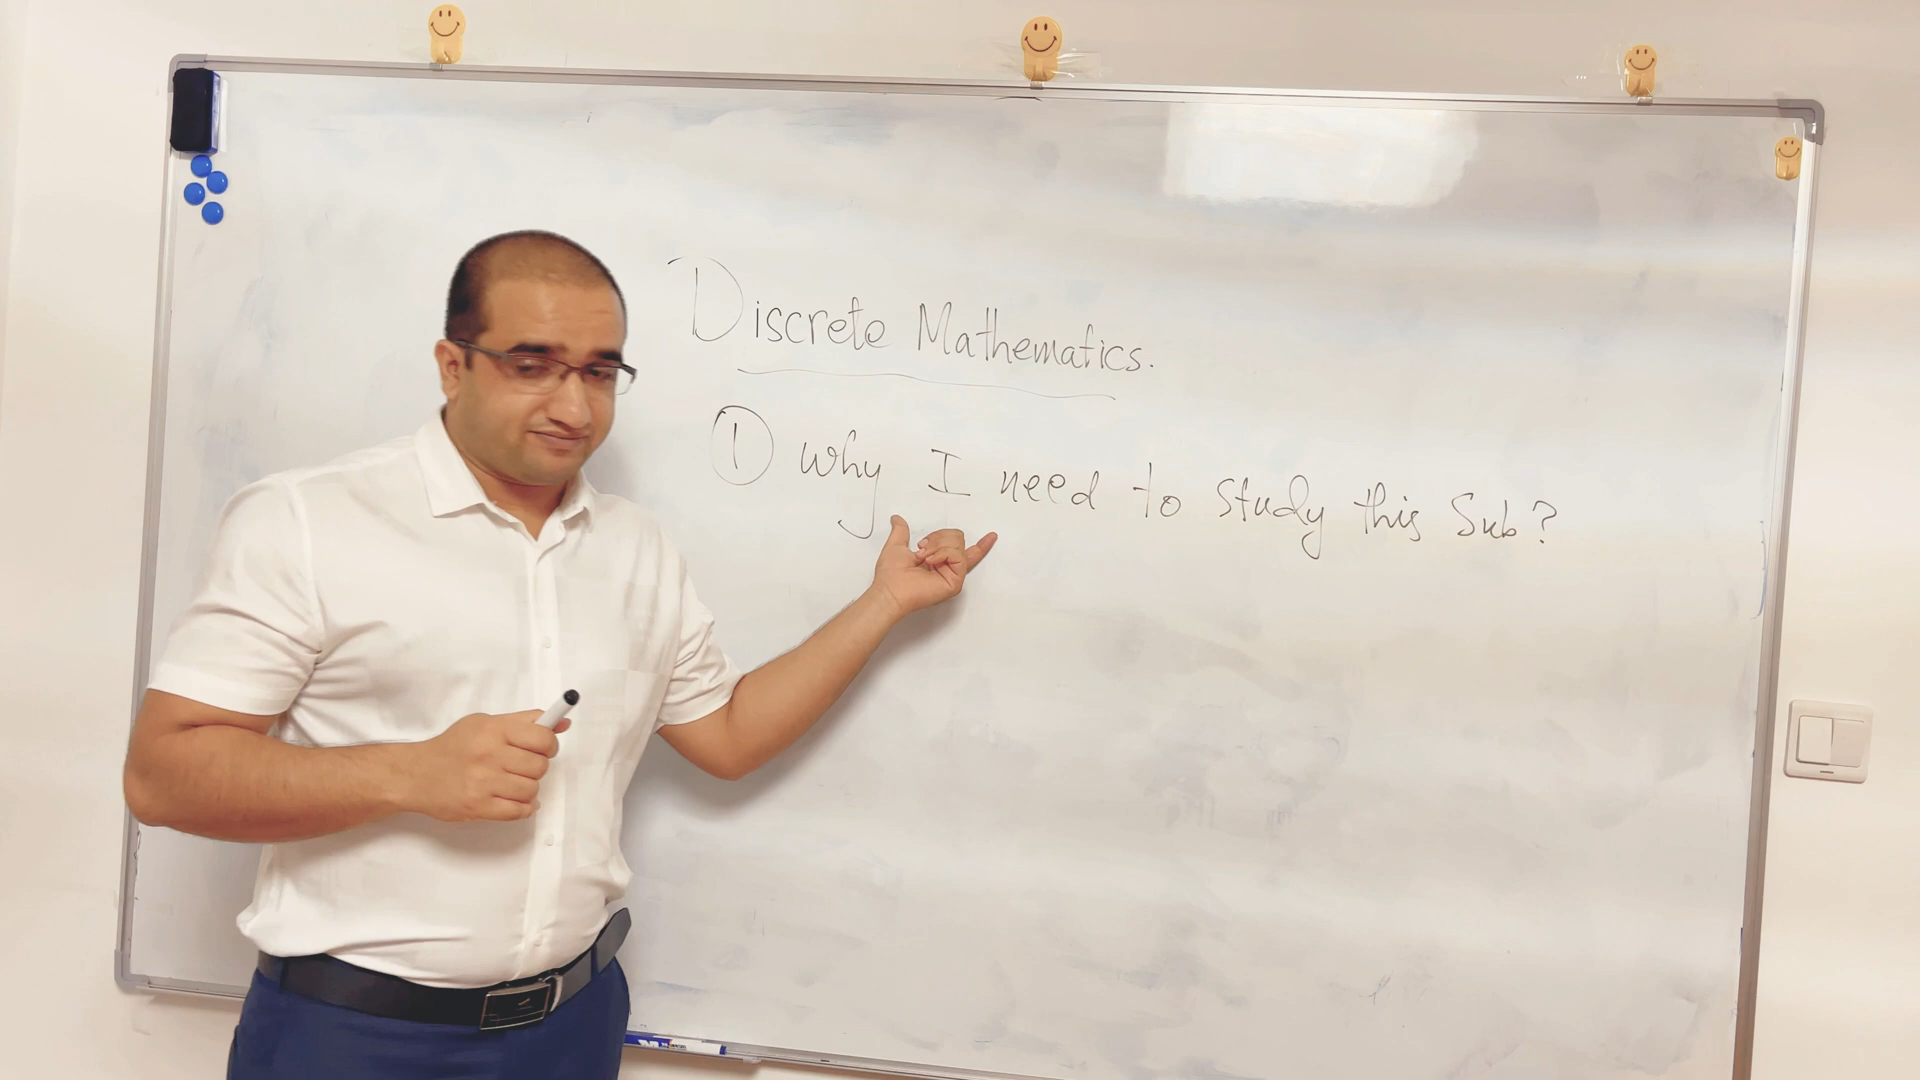 Discrete Mathematics.
① Why I need to study this Sub?